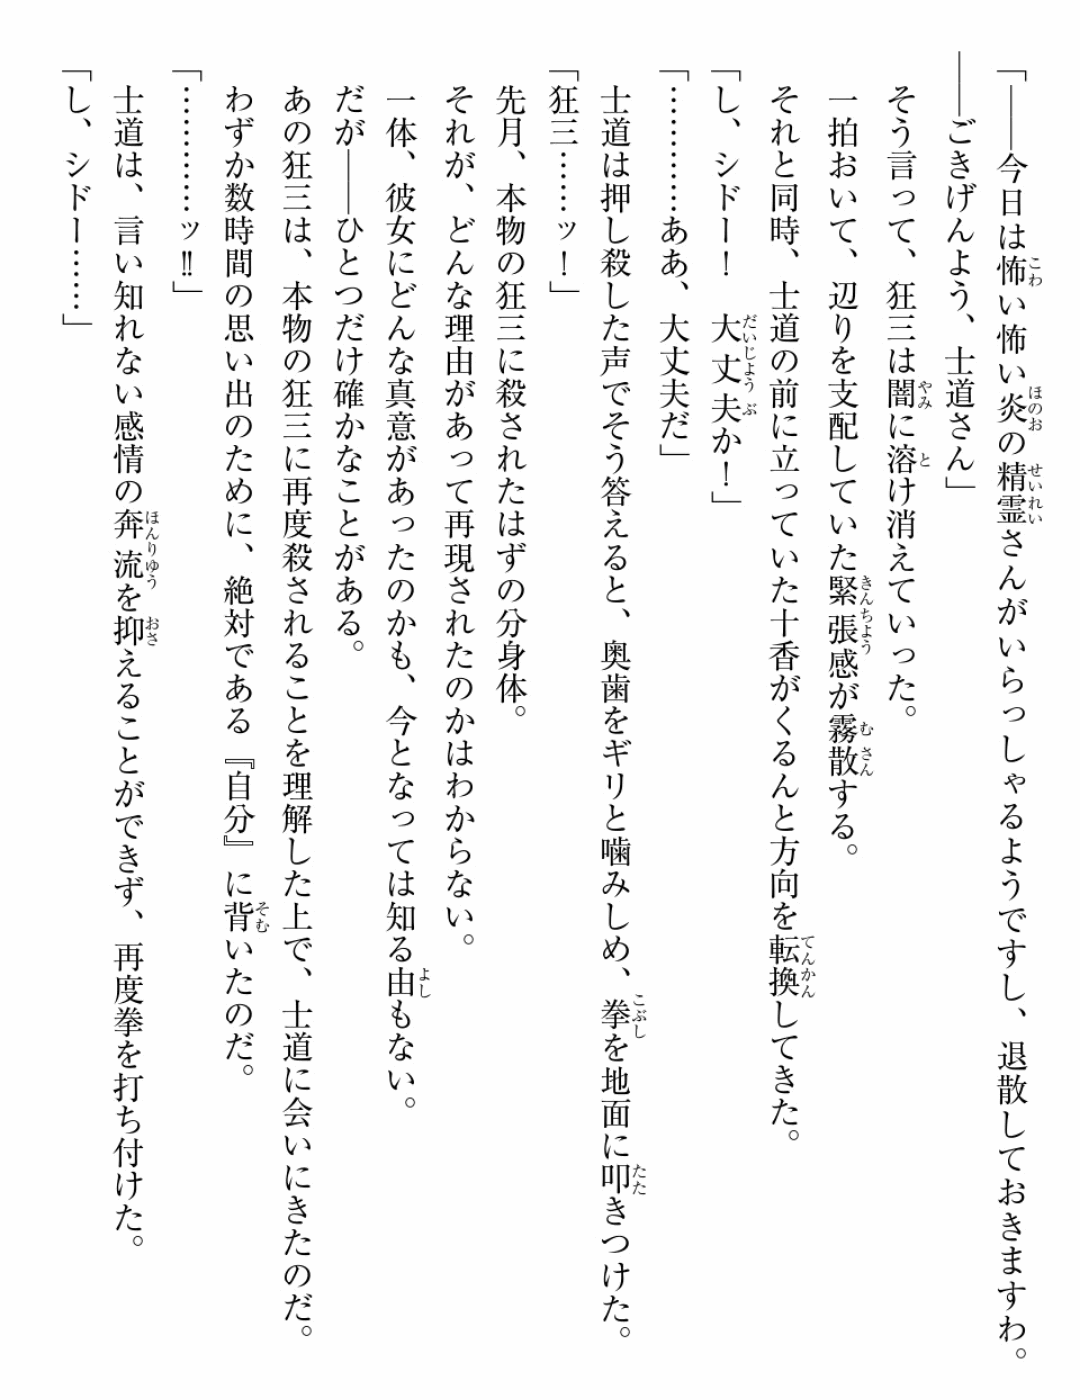 「――今日は怖い怖い炎の精霊さんがいらっしゃるようですし、退散しておきますわ。
――ごきげんよう、士道さん」
そう言って、狂三は闇に溶け消えていった。
一拍おいて、辺りを支配していた緊張感が霧散する。
それと同時、士道の前に立っていた十香がくるんと方向を転換してきた。
「し、シドー！　大丈夫か！」
「…………ああ、大丈夫だ」
士道は押し殺した声でそう答えると、奥歯をギリと噛みしめ、拳を地面に叩きつけた。
「狂三……ッ！」
先月、本物の狂三に殺されたはずの分身体。
それが、どんな理由があって再現されたのかはわからない。
一体、彼女にどんな真意があったのかも、今となっては知る由もない。
だが――ひとつだけ確かなことがある。
あの狂三は、本物の狂三に再度殺されることを理解した上で、士道に会いにきたのだ。
わずか数時間の思い出のために、絶対である『自分』に背いたのだ。
「…………ッ‼」
士道は、言い知れない感情の奔流を抑えることができず、再度拳を打ち付けた。
「し、シドー……」